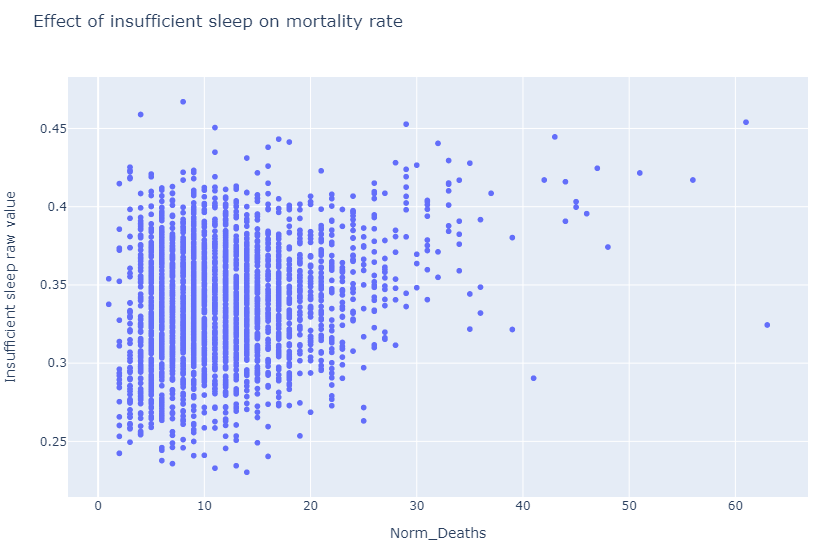 Effect of insufficient sleep on mortality rate
Insufficient sleep raw value
0.45
0.4
0.35
0.3
0.25
0 10 20 30 40 50 60
Norm_Deaths